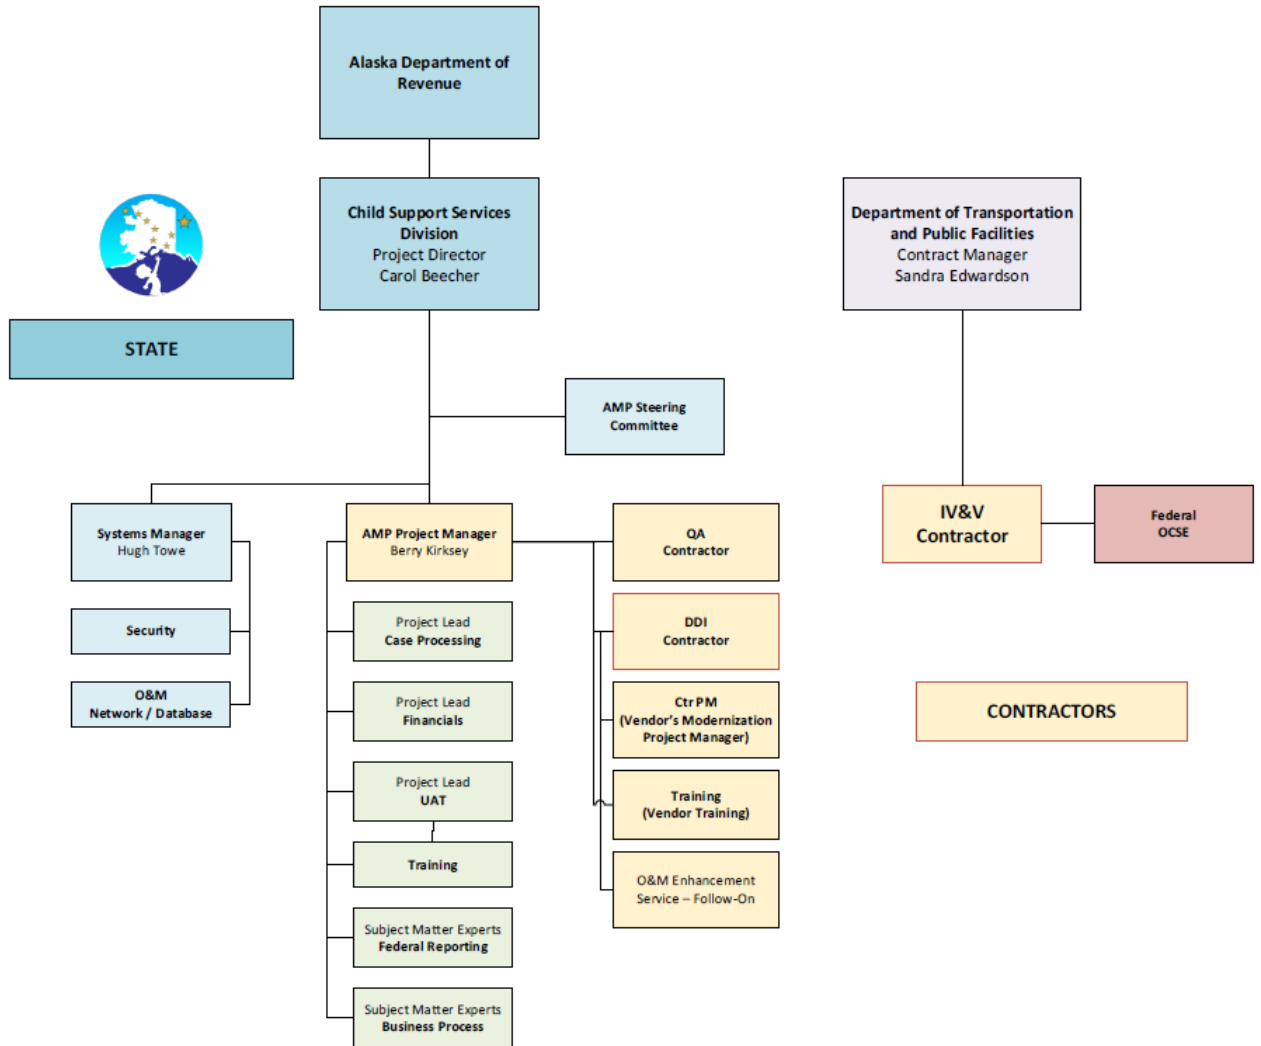 Alaska Department of
Revenue
Child Support Services
Division
Project Director
Carol Beecher
Department of Transportation
and Public Facilities
Contract Manager
Sandra Edwardson
STATE
AMP Steering
Committee
Systems Manager
Hugh Towe
Security
O&M
Network / Database
AMP Project Manager
Berry Kirksey
Project Lead
Case Processing
Project Lead
Financials
Project Lead
UAT
Training
Subject Matter Experts
Federal Reporting
Subject Matter Experts
Business Process
QA
Contractor
DDI
Contractor
Ctr PM
(Vendor's Modernization
Project Manager)
Training
(Vendor Training)
O&M Enhancement
Service – Follow-On
IV&V
Contractor
Federal
OCSE
CONTRACTORS